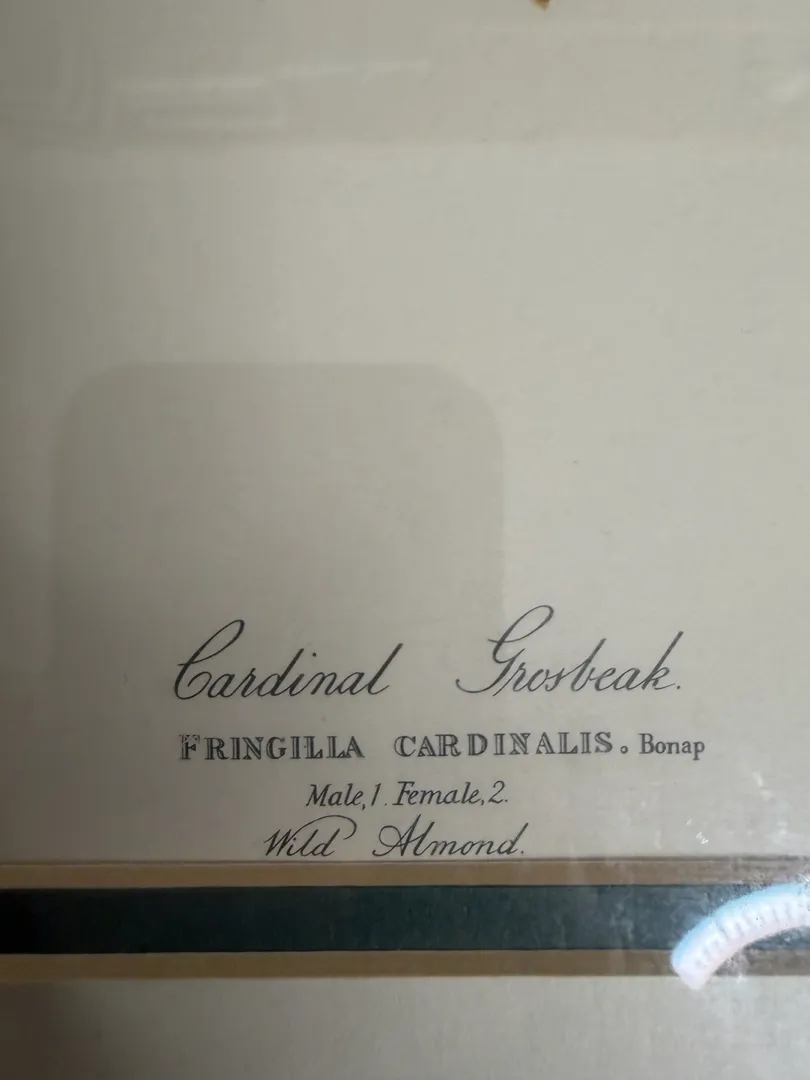 Cardinal Grosbeak.
FRINGILLA CARDINALIS. Bonap
Male, 1. Female, 2.
Wild Almond.